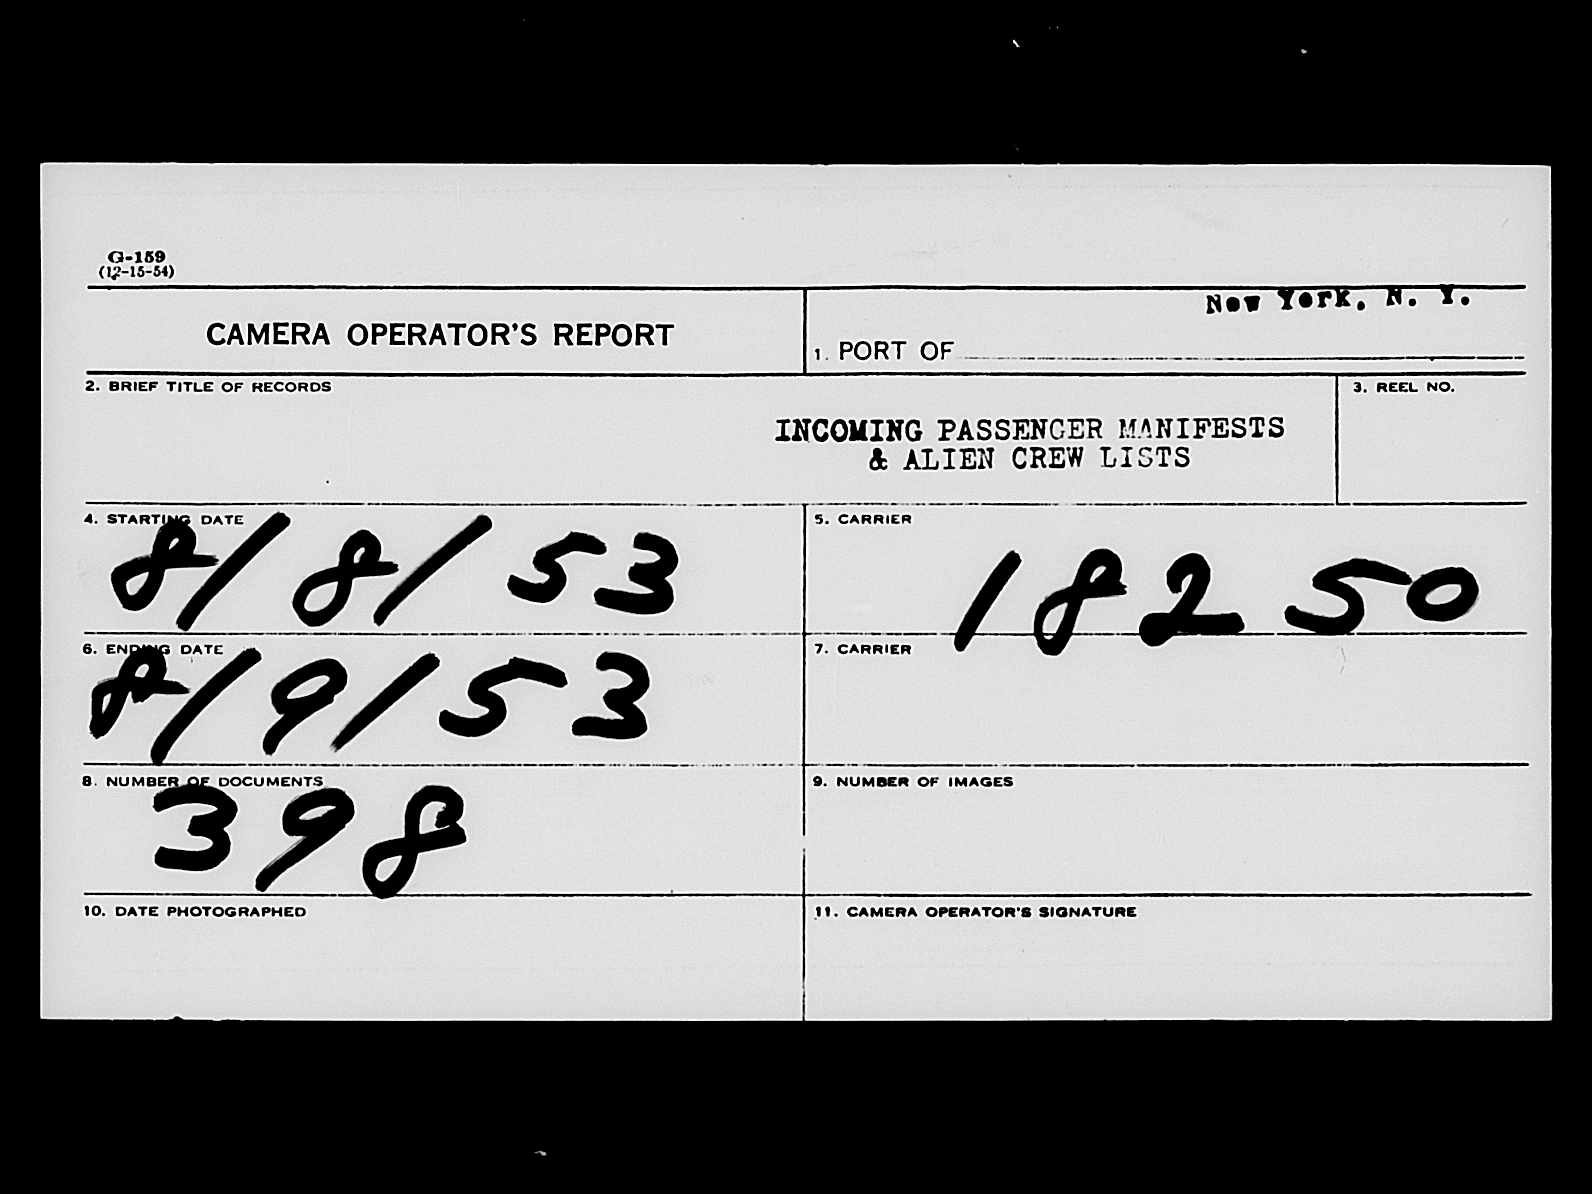 G-159
(12-15-54)
CAMERA OPERATOR'S REPORT
New York, N. Y.
1. PORT OF
2. BRIEF TITLE OF RECORDS
3. REEL NO.
INCOMING PASSENGER MANIFESTS
& ALIEN CREW LISTS
4. STARTING DATE
8/8/53
5. CARRIER
18250
6. ENDING DATE
8/9/53
7. CARRIER
8. NUMBER OF DOCUMENTS
398
9. NUMBER OF IMAGES
10. DATE PHOTOGRAPHED
11. CAMERA OPERATOR'S SIGNATURE